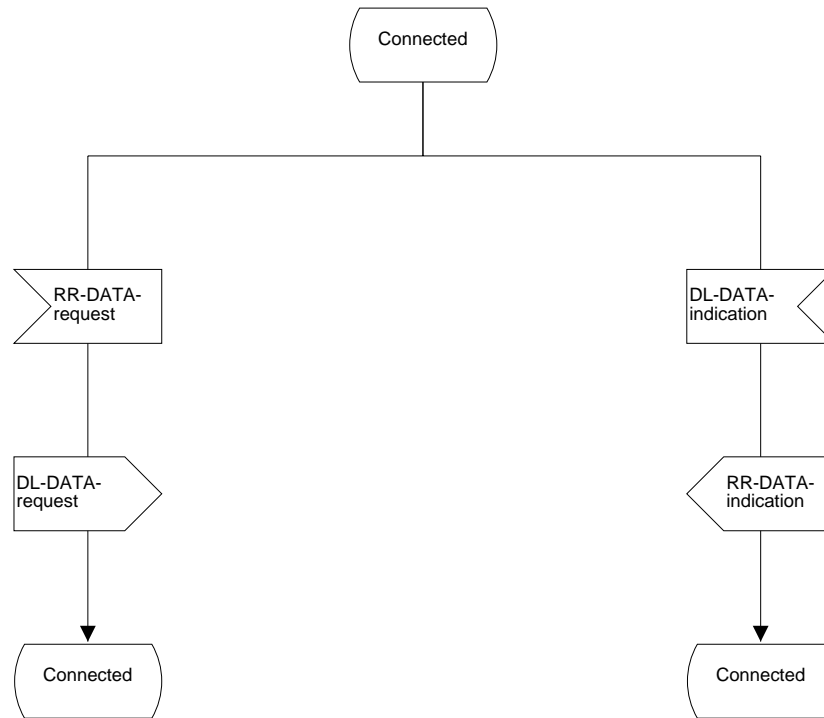 Connected
RR-DATA-
request
DL-DATA-
indication
DL-DATA-
request
RR-DATA-
indication
Connected
Connected